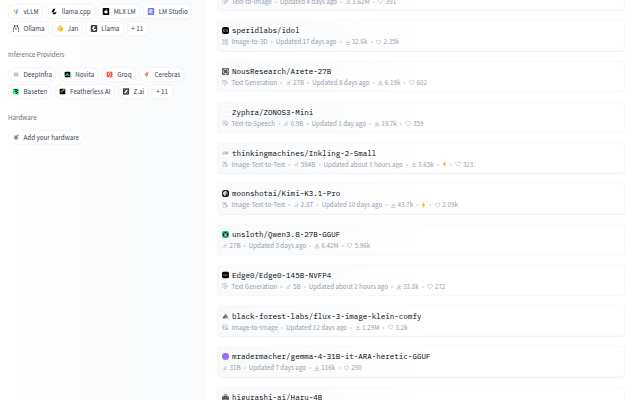 vLLM llama.cpp MLX LM LM Studio
Ollama Jan Llama +11
Inference Providers
DeepInfra Novita Groq Cerebras
Baseten Featherless AI Z.ai +11
Hardware
Add your hardware
speridlabs/idol
Image-to-3D • Updated 17 days ago • 32.6k • 2.35k
NousResearch/Arete-27B
Text Generation • 27B • Updated 8 days ago • 6.19k • 602
Zyphra/ZONOS3-Mini
Text-to-Speech • 0.9B • Updated 1 day ago • 19.7k • 359
thinkingmachines/Inkling-2-Small
Image-Text-to-Text • 594B • Updated about 3 hours ago • 3.65k • 323
moonshotai/Kimi-K3.1-Pro
Image-Text-to-Text • 2.8T • Updated 10 days ago • 43.7k • 2.09k
unsloth/Qwen3.8-27B-GGUF
27B • Updated 3 days ago • 6.42M • 5.96k
Edge0/Edge0-145B-NVFP4
Text Generation • 5B • Updated about 2 hours ago • 33.8k • 272
black-forest-labs/flux-3-image-klein-comfy
Image-to-Image • Updated 12 days ago • 1.29M • 3.2k
mradermacher/gemma-4-31B-it-ARA-heretic-GGUF
31B • Updated 7 days ago • 116k • 290
higurashi-ai/Haru-4B